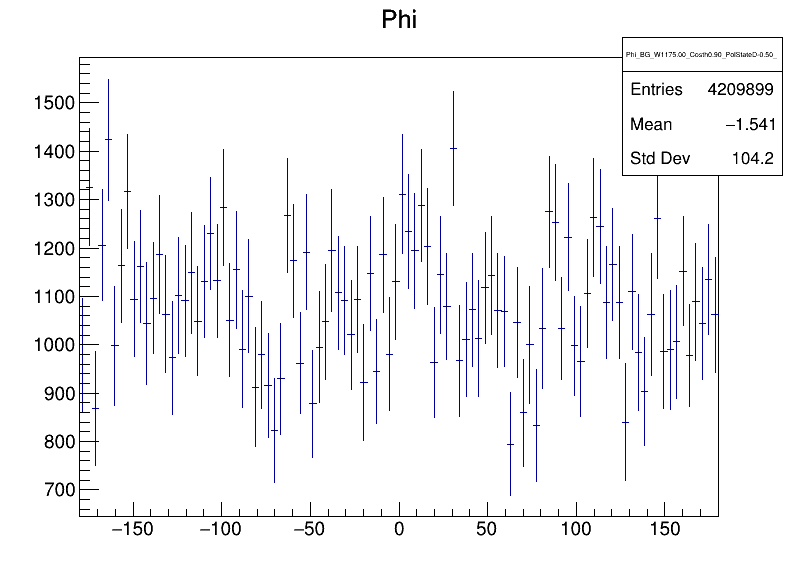 Phi
Phi_BG_W1175.00_Costh0.90_PolStateD-0.50_
Entries 4209899
Mean −1.541
Std Dev 104.2
1500
1400
1300
1200
1100
1000
900
800
700
−150 −100 −50 0 50 100 150